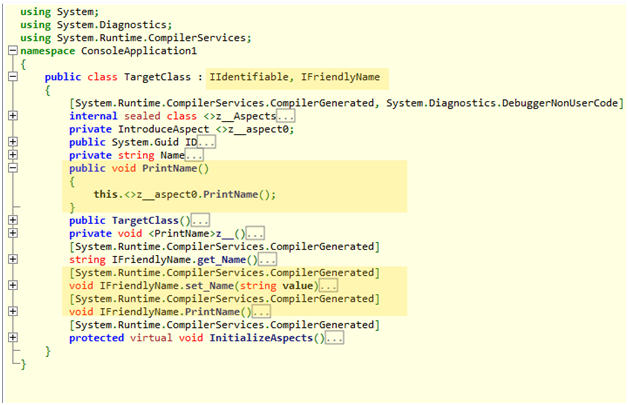 using System;
using System.Diagnostics;
using System.Runtime.CompilerServices;
namespace ConsoleApplication1
{
public class TargetClass : IIdentifiable, IFriendlyName
{
[System.Runtime.CompilerServices.CompilerGenerated, System.Diagnostics.DebuggerNonUserCode]
internal sealed class <>z__Aspects...
private IntroduceAspect <>z__aspect0;
public System.Guid ID...
private string Name...
public void PrintName()
{
this.<>z__aspect0.PrintName();
}
public TargetClass()...
private void <PrintName>z__()...
[System.Runtime.CompilerServices.CompilerGenerated]
string IFriendlyName.get_Name()...
[System.Runtime.CompilerServices.CompilerGenerated]
void IFriendlyName.set_Name(string value)...
[System.Runtime.CompilerServices.CompilerGenerated]
void IFriendlyName.PrintName()...
[System.Runtime.CompilerServices.CompilerGenerated]
protected virtual void InitializeAspects()...
}
}